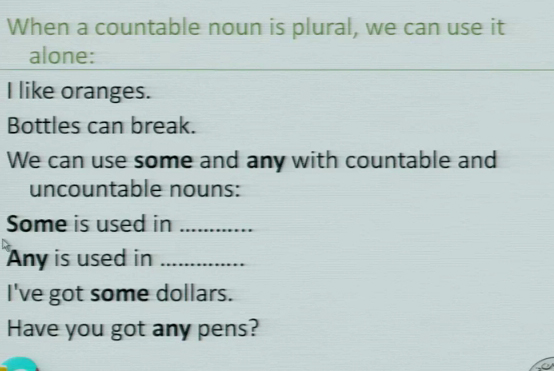 When a countable noun is plural, we can use it
alone:
I like oranges.
Bottles can break.
We can use some and any with countable and
uncountable nouns:
Some is used in .............
Any is used in ...............
I've got some dollars.
Have you got any pens?